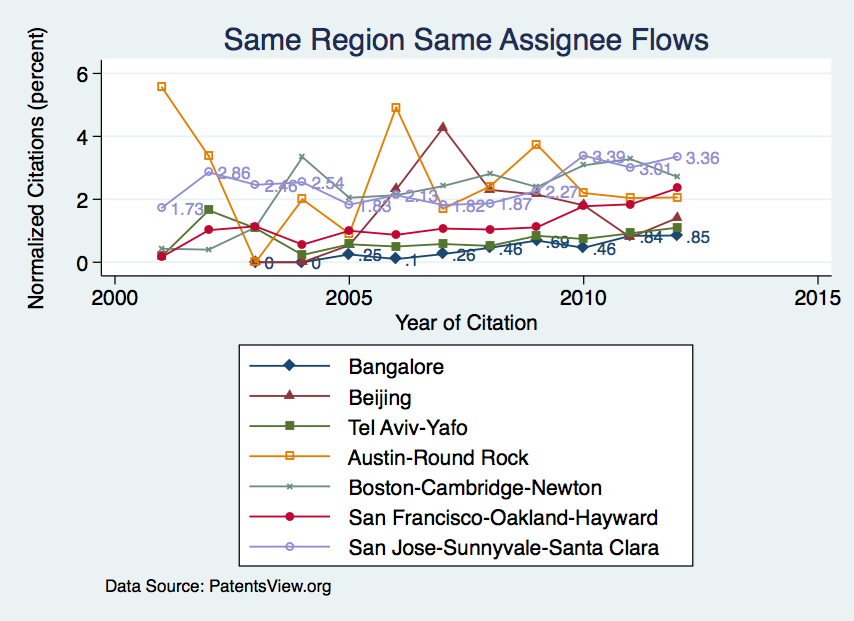 Same Region Same Assignee Flows
Normalized Citations (percent)
6
4
2
0
1.73
2.86
2.46
2.54
1.83
2.13
1.82
1.87
2.27
3.39
3.01
3.36
0
0
.25
.1
.26
.46
.69
.46
.84
.85
2000
2005
2010
2015
Year of Citation
Bangalore
Beijing
Tel Aviv-Yafo
Austin-Round Rock
Boston-Cambridge-Newton
San Francisco-Oakland-Hayward
San Jose-Sunnyvale-Santa Clara
Data Source: PatentsView.org